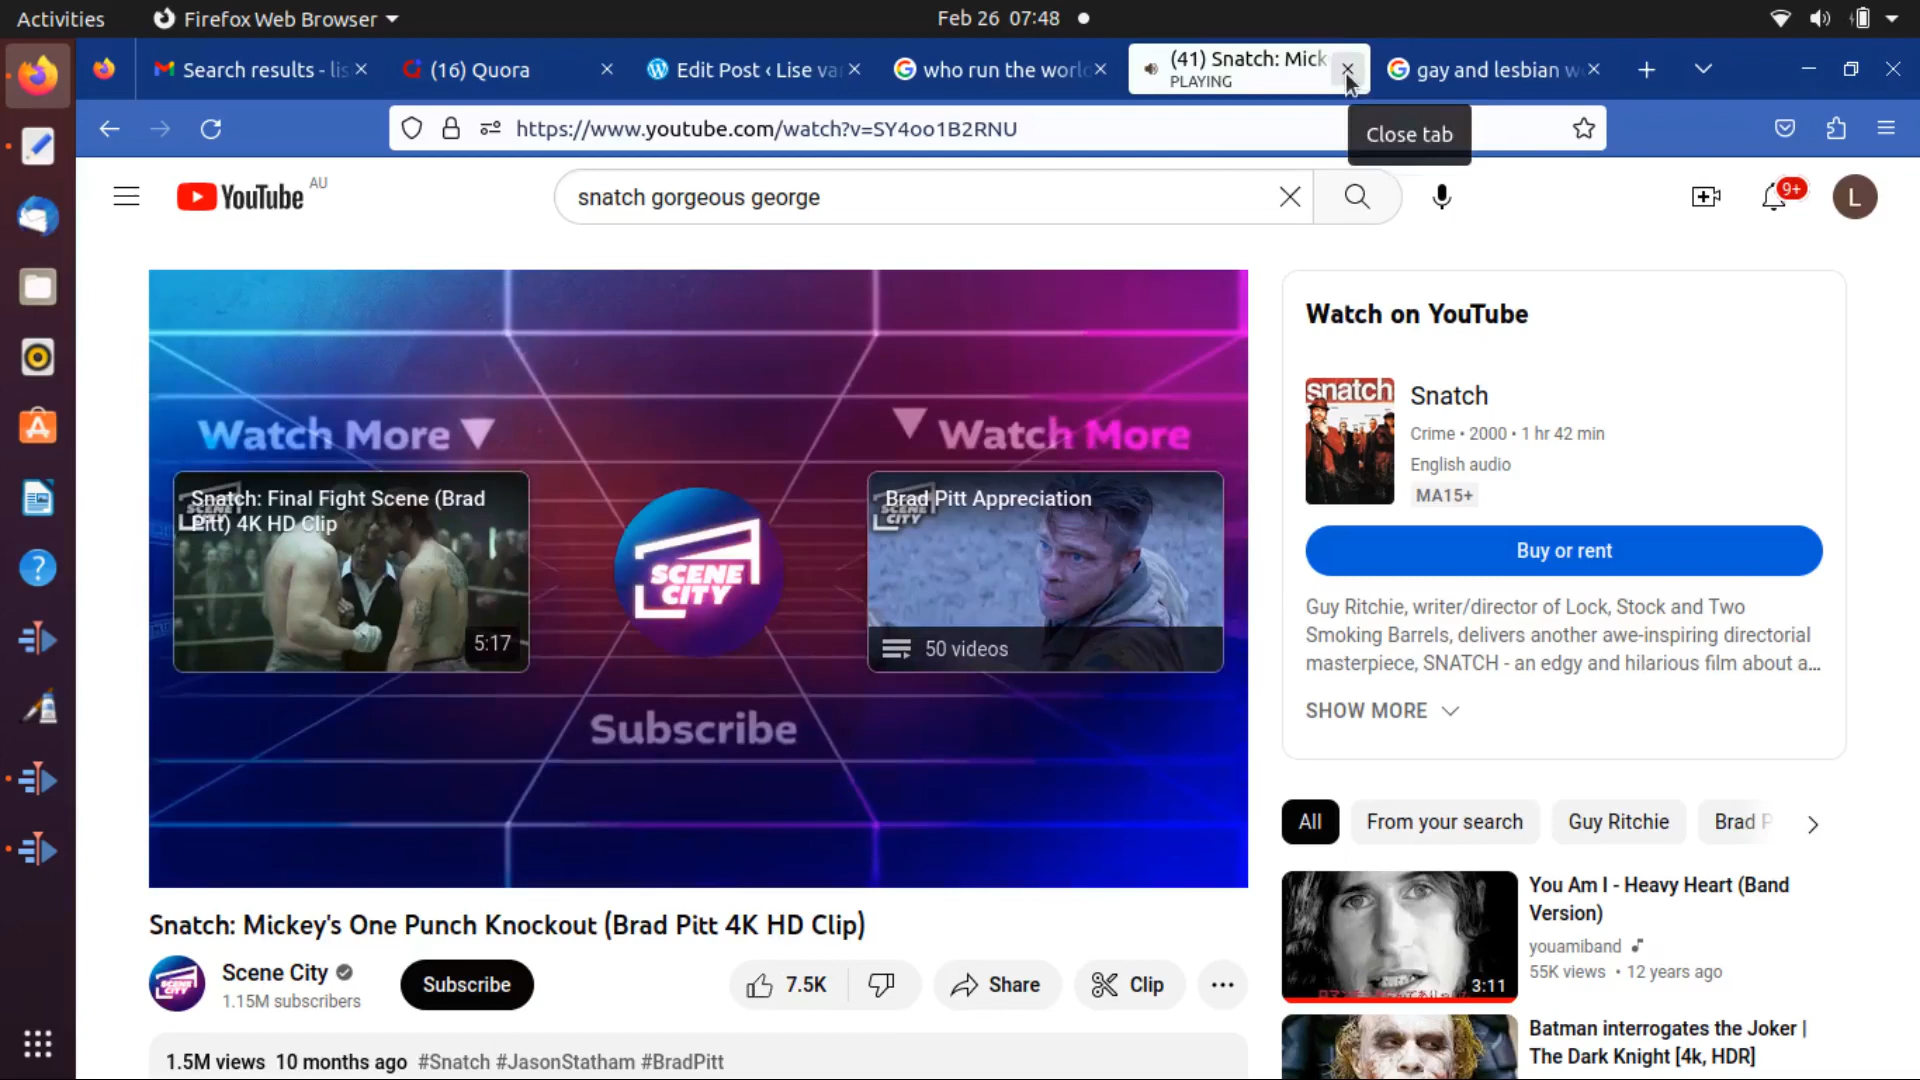 Activities
Firefox Web Browser
Feb 26 07:48
Search results - lis
(16) Quora
Edit Post ‹ Lise va
who run the worl
(41) Snatch: Mick
PLAYING
gay and lesbian w
https://www.youtube.com/watch?v=SY4oo1B2RNU
Close tab
YouTube AU
snatch gorgeous george
9+
L
Watch More
Watch More
Snatch: Final Fight Scene (Brad
Pitt) 4K HD Clip
5:17
SCENE
CITY
Brad Pitt Appreciation
SCENE
CITY
50 videos
Subscribe
Watch on YouTube
snatch
Snatch
Crime • 2000 • 1 hr 42 min
English audio
MA15+
Buy or rent
Guy Ritchie, writer/director of Lock, Stock and Two
Smoking Barrels, delivers another awe-inspiring directorial
masterpiece, SNATCH - an edgy and hilarious film about a...
SHOW MORE
All
From your search
Guy Ritchie
Brad P
Snatch: Mickey's One Punch Knockout (Brad Pitt 4K HD Clip)
Scene City
1.15M subscribers
Subscribe
7.5K
Share
Clip
1.5M views 10 months ago #Snatch #JasonStatham #BradPitt
You Am I - Heavy Heart (Band
Version)
youamiband
55K views • 12 years ago
3:11
Batman interrogates the Joker |
The Dark Knight [4k, HDR]